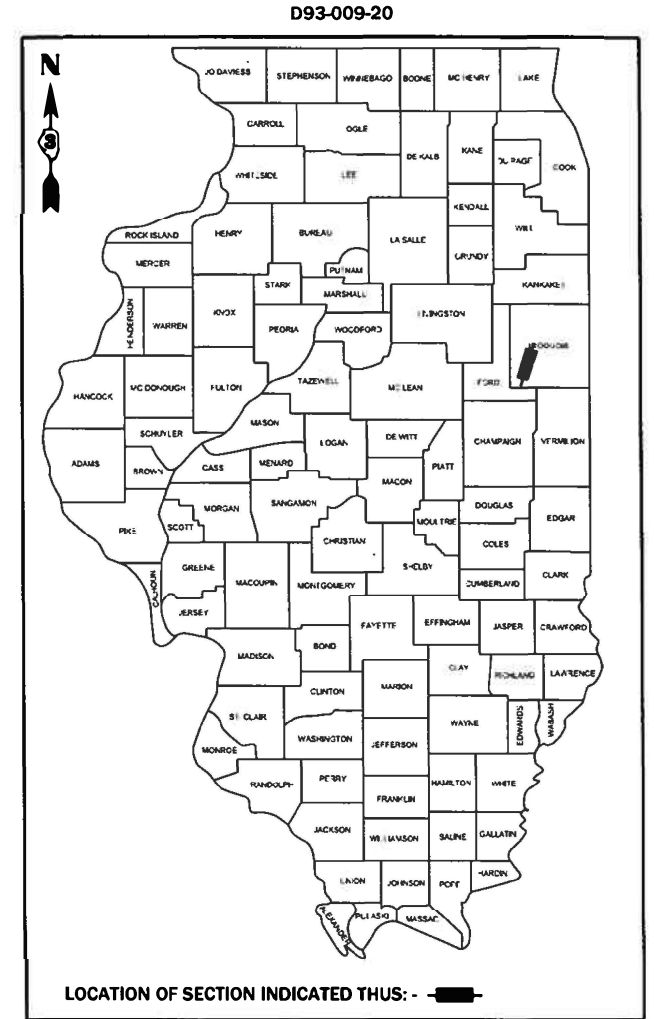 D93-009-20
N
3
JO DAVIESS STEPHENSON WINNEBAGO BOONE MC HENRY LAKE
CARROLL OGLE DE KALB KANE DU PAGE COOK
WHITESIDE LEE
KENDALL
ROCK ISLAND HENRY BUREAU LA SALLE WILL
MERCER PUTNAM GRUNDY
STARK MARSHALL KANKAKEE
HENDERSON WARREN KNOX PEORIA WOODFORD LIVINGSTON IROQUOIS
HANCOCK MC DONOUGH FULTON TAZEWELL MC LEAN FORD
MASON
SCHUYLER LOGAN DE WITT CHAMPAIGN VERMILION
ADAMS BROWN CASS MENARD PIATT
MACON
MORGAN SANGAMON DOUGLAS
PIKE SCOTT MOULTRIE EDGAR
CHRISTIAN COLES
GREENE SHELBY
CALHOUN MACOUPIN MONTGOMERY CUMBERLAND CLARK
JERSEY
FAYETTE EFFINGHAM JASPER CRAWFORD
MADISON BOND
CLAY RICHLAND LAWRENCE
CLINTON MARION
ST. CLAIR WAYNE EDWARDS WABASH
MONROE WASHINGTON JEFFERSON
RANDOLPH PERRY HAMILTON WHITE
FRANKLIN
JACKSON WILLIAMSON SALINE GALLATIN
UNION JOHNSON POPE HARDIN
ALEXANDER PULASKI MASSAC
LOCATION OF SECTION INDICATED THUS: -